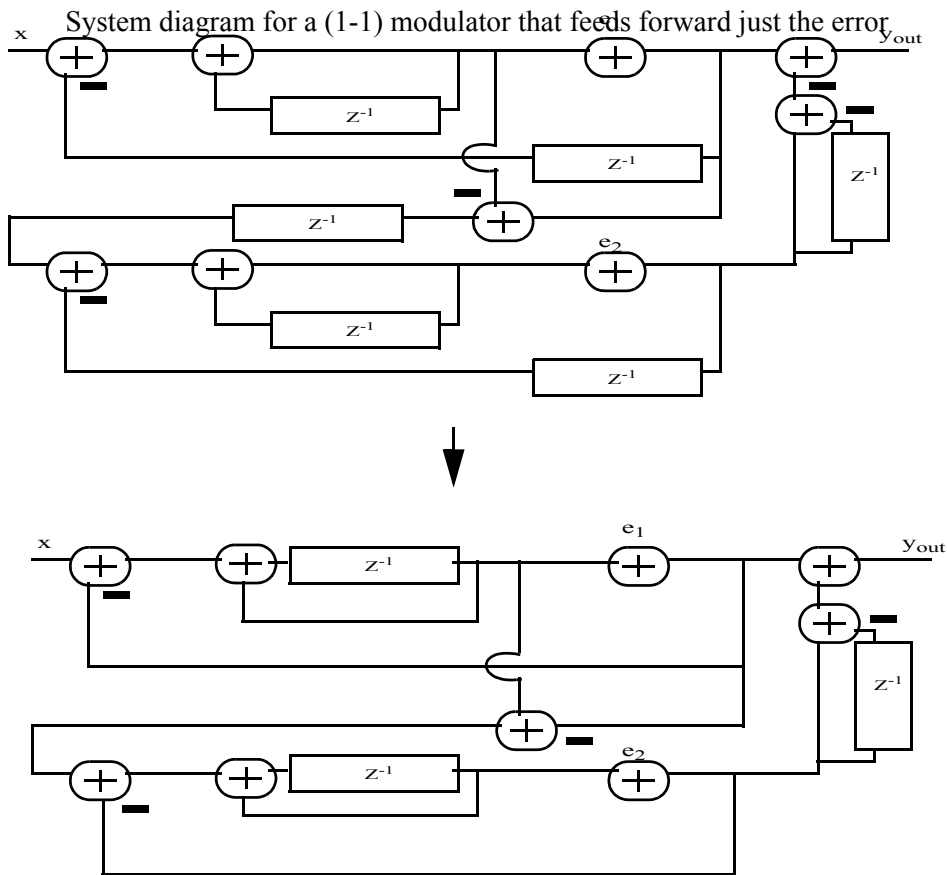 System diagram for a (1-1) modulator that feeds forward just the error
x
e
yout
z-1
z-1
z-1
z-1
e2
z-1
z-1
x
e1
yout
z-1
z-1
e2
z-1